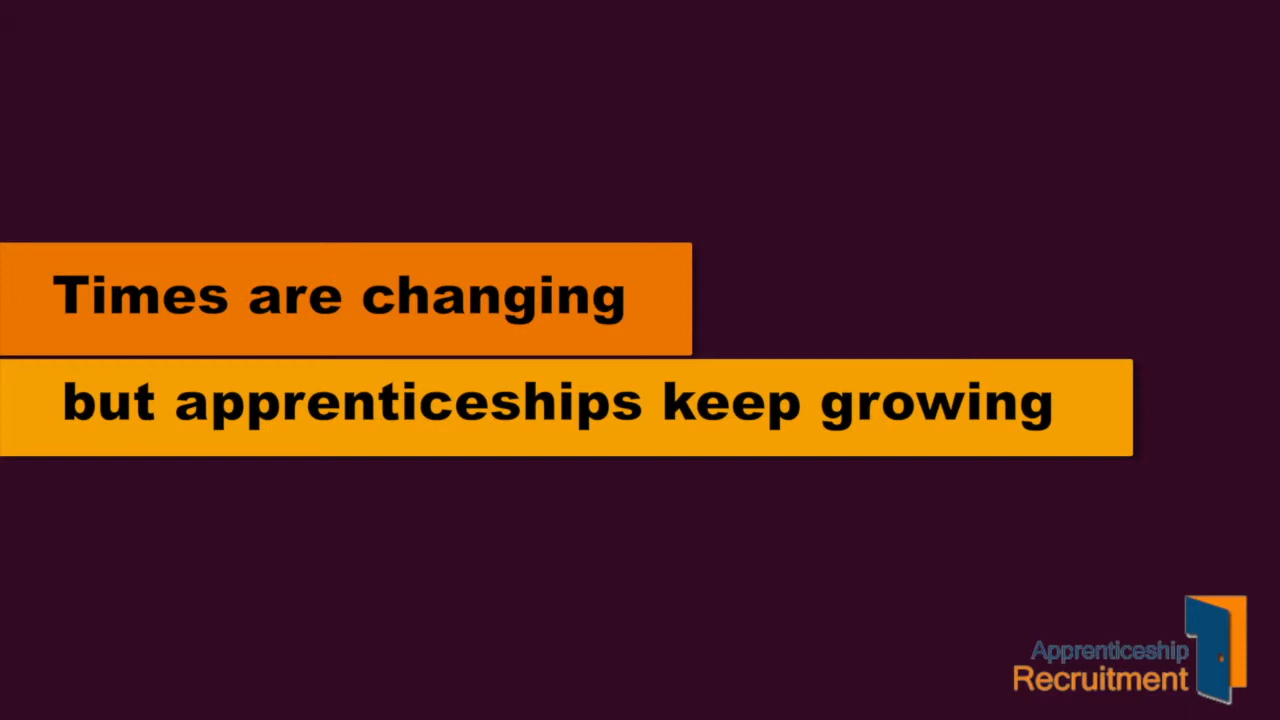 Times are changing
but apprenticeships keep growing
Apprenticeship
Recruitment